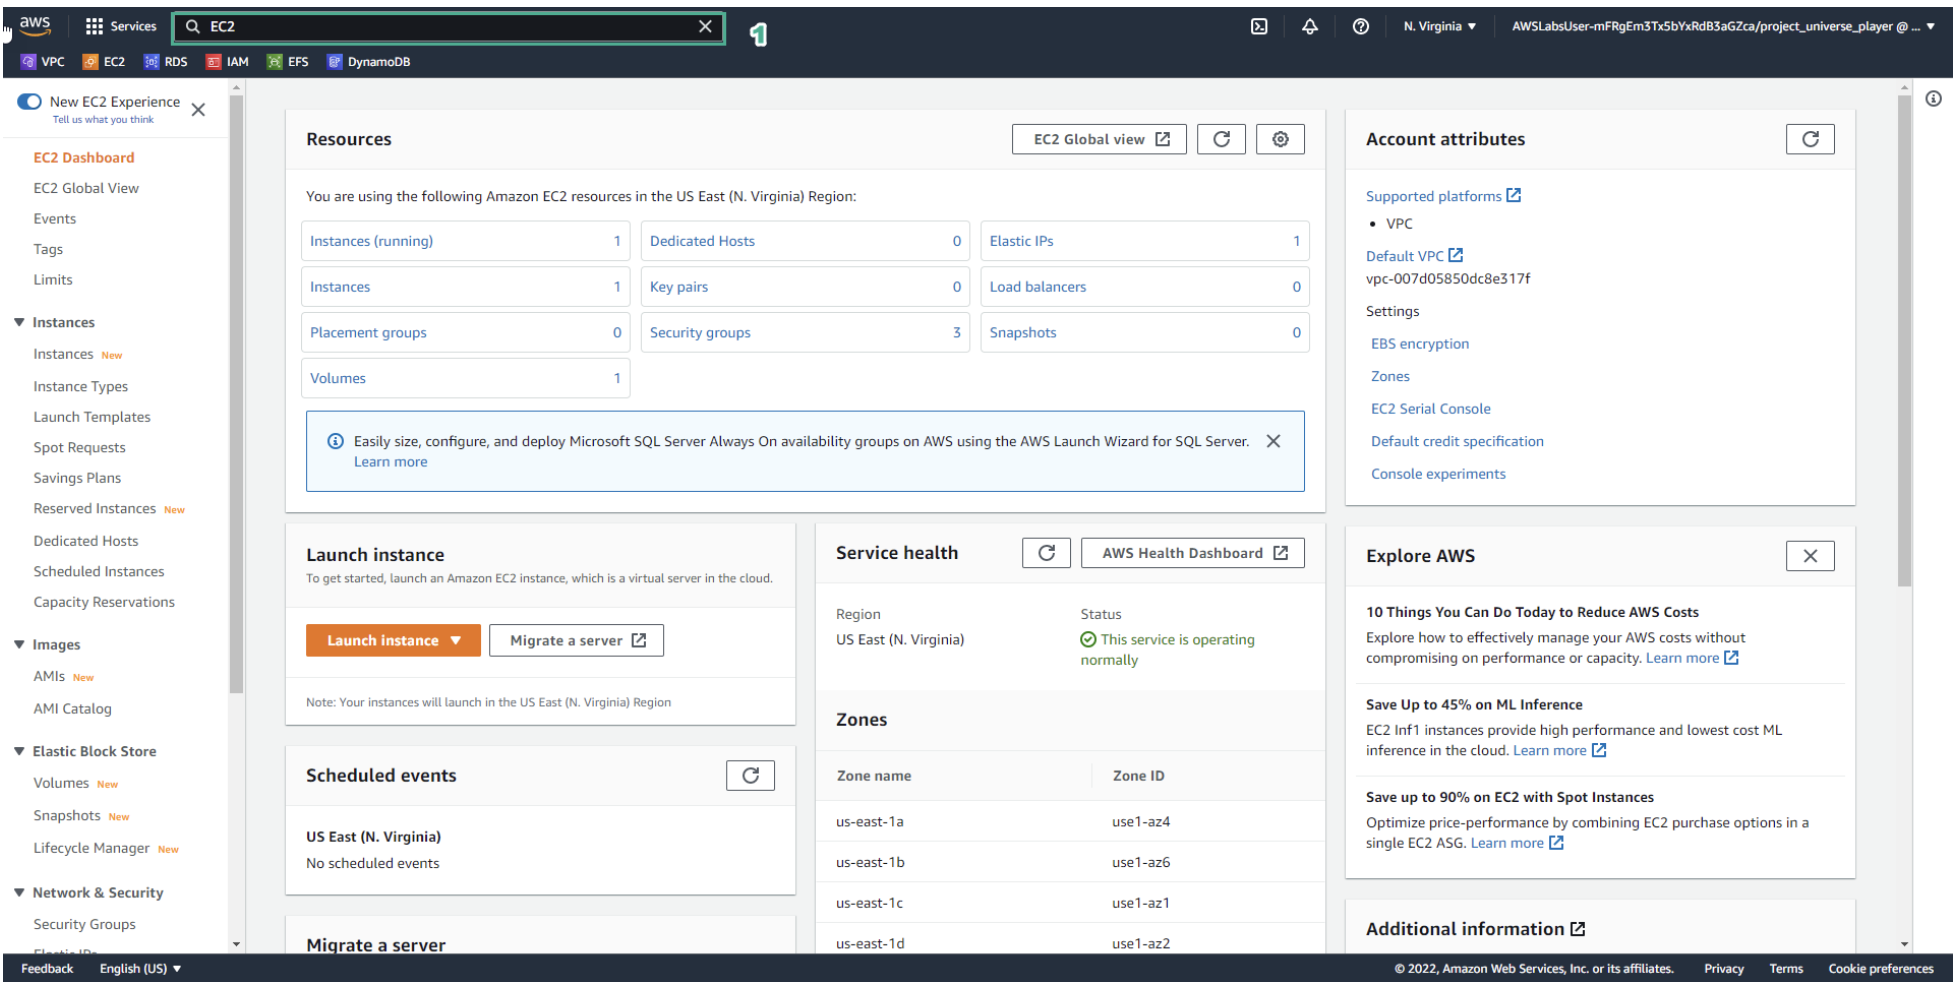 aws
Services
EC2
1
N. Virginia ▼
AWSLabsUser-mFRgEm3Tx5bYxRdB3aGZca/project_universe_player @ ... ▼
VPC
EC2
RDS
IAM
EFS
DynamoDB
New EC2 Experience
Tell us what you think
EC2 Dashboard
EC2 Global View
Events
Tags
Limits
Instances
Instances New
Instance Types
Launch Templates
Spot Requests
Savings Plans
Reserved Instances New
Dedicated Hosts
Scheduled Instances
Capacity Reservations
Images
AMIs New
AMI Catalog
Elastic Block Store
Volumes New
Snapshots New
Lifecycle Manager New
Network & Security
Security Groups
Resources
EC2 Global view
You are using the following Amazon EC2 resources in the US East (N. Virginia) Region:
Instances (running) 1
Dedicated Hosts 0
Elastic IPs 1
Instances 1
Key pairs 0
Load balancers 0
Placement groups 0
Security groups 3
Snapshots 0
Volumes 1
Easily size, configure, and deploy Microsoft SQL Server Always On availability groups on AWS using the AWS Launch Wizard for SQL Server.
Learn more
Launch instance
To get started, launch an Amazon EC2 instance, which is a virtual server in the cloud.
Launch instance ▼
Migrate a server
Note: Your instances will launch in the US East (N. Virginia) Region
Scheduled events
US East (N. Virginia)
No scheduled events
Migrate a server
Service health
AWS Health Dashboard
Region
US East (N. Virginia)
Status
This service is operating
normally
Zones
Zone name Zone ID
us-east-1a use1-az4
us-east-1b use1-az6
us-east-1c use1-az1
us-east-1d use1-az2
Account attributes
Supported platforms
• VPC
Default VPC
vpc-007d05850dc8e317f
Settings
EBS encryption
Zones
EC2 Serial Console
Default credit specification
Console experiments
Explore AWS
10 Things You Can Do Today to Reduce AWS Costs
Explore how to effectively manage your AWS costs without
compromising on performance or capacity. Learn more
Save Up to 45% on ML Inference
EC2 Inf1 instances provide high performance and lowest cost ML
inference in the cloud. Learn more
Save up to 90% on EC2 with Spot Instances
Optimize price-performance by combining EC2 purchase options in a
single EC2 ASG. Learn more
Additional information
Feedback
English (US) ▼
© 2022, Amazon Web Services, Inc. or its affiliates.
Privacy
Terms
Cookie preferences